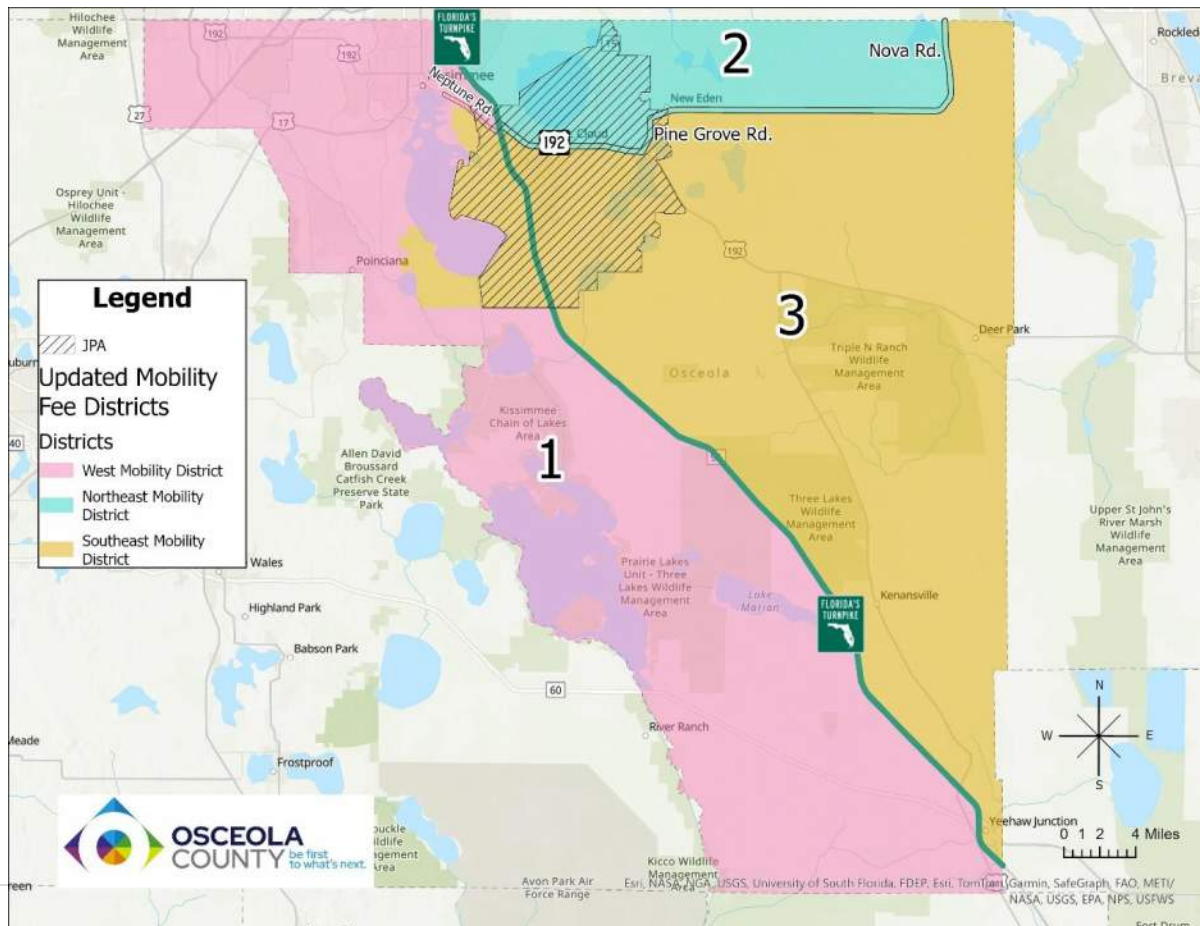 Hilochee
Wildlife
Management
Area
192
192
FLORIDA'S
TURNPIKE
2
Nova Rd.
Brevar
27
17
Neptune Rd.
New Eden
192
Cloud
Pine Grove Rd.
Osprey Unit -
Hilochee
Wildlife
Management
Area
Poinciana
192
3
Deer Park
Triple N Ranch
Wildlife
Management
Area
Osceola
Legend
JPA
Updated Mobility
Fee Districts
Districts
West Mobility District
Northeast Mobility
District
Southeast Mobility
District
40
Kissimmee
Chain of Lakes
Area
1
Allen David
Broussard
Catfish Creek
Preserve State
Park
Three Lakes
Wildlife
Management
Area
Upper St John's
River Marsh
Wildlife
Management
Area
Wales
Highland Park
Babson Park
Prairie Lakes
Unit - Three
Lakes Wildlife
Management
Area
Lake
Marian
Kenansville
FLORIDA'S
TURNPIKE
60
River Ranch
Meade
Frostproof
N
W E
S
0 1 2 4 Miles
Yeehaw Junction
OSCEOLA
COUNTY be first
to what's next.
Avon Park Air
Force Range
Kicco Wildlife
Management
Area
Esri, NASA, NGA, USGS, University of South Florida, FDEP, Esri, TomTom, Garmin, SafeGraph, FAO, METI/
NASA, USGS, EPA, NPS, USFWS